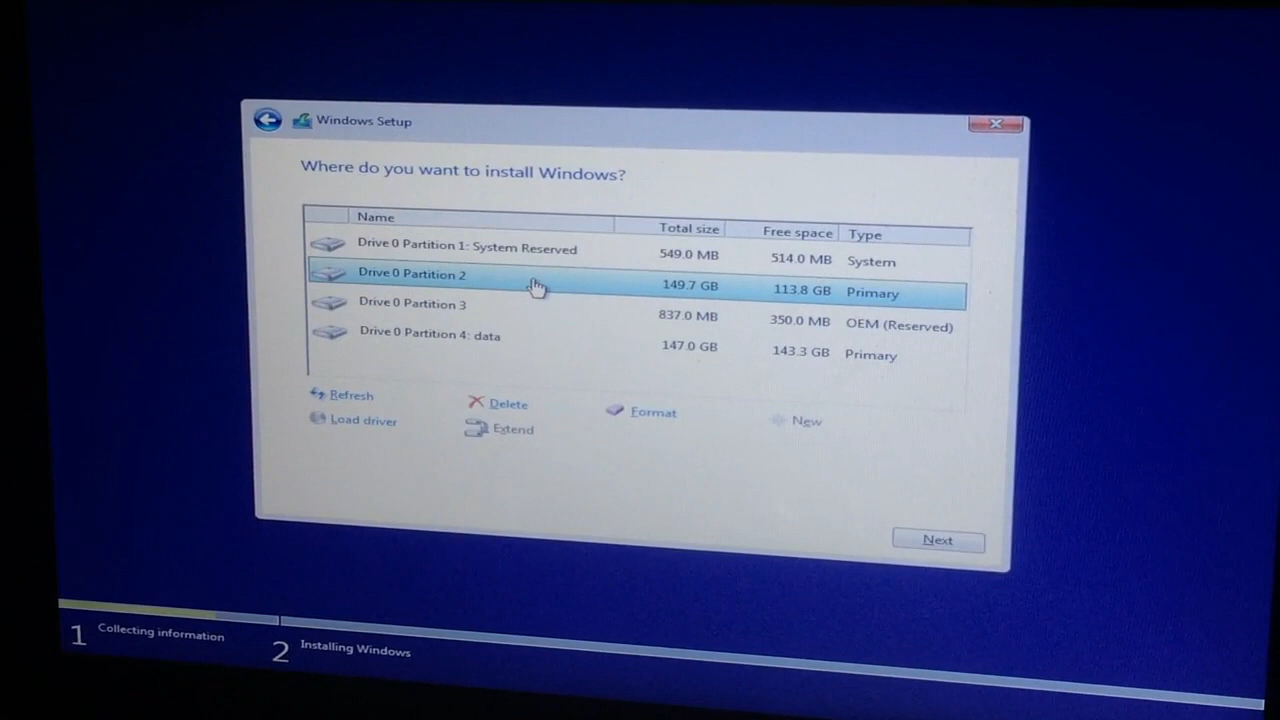 Windows Setup
Where do you want to install Windows?
Name Total size Free space Type
Drive 0 Partition 1: System Reserved 549.0 MB 514.0 MB System
Drive 0 Partition 2 149.7 GB 113.8 GB Primary
Drive 0 Partition 3 837.0 MB 350.0 MB OEM (Reserved)
Drive 0 Partition 4: data 147.0 GB 143.3 GB Primary
Refresh Delete Format New
Load driver Extend
Next
1 Collecting information 2 Installing Windows